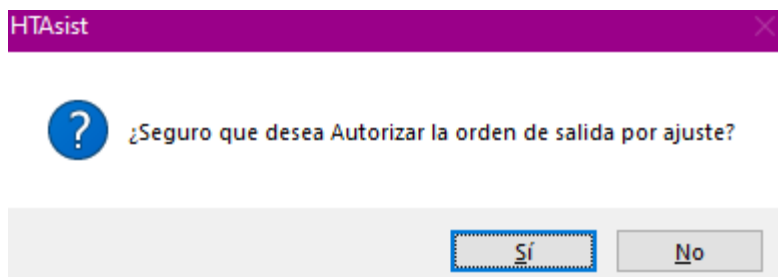 HTAsist
¿Seguro que desea Autorizar la orden de salida por ajuste?
Sí
No